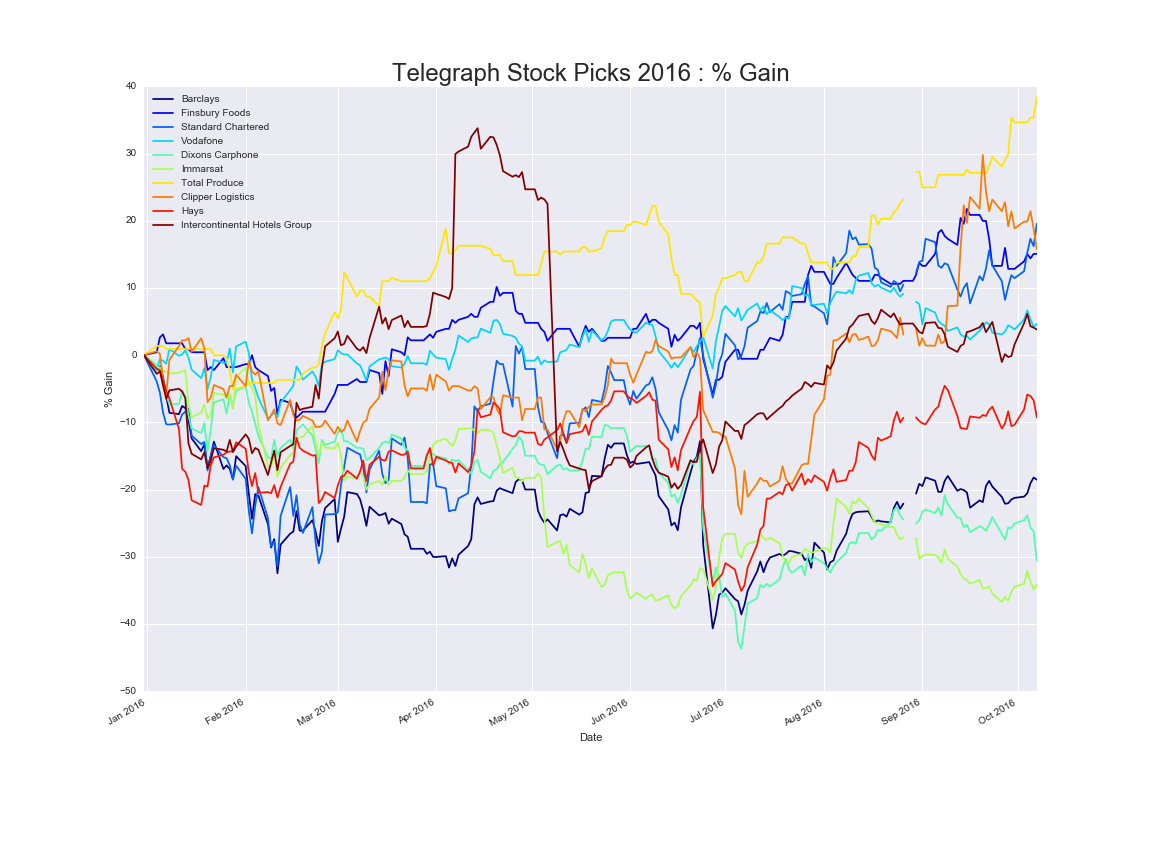 Telegraph Stock Picks 2016 : % Gain
40
30
20
10
0
−10
−20
−30
−40
−50
% Gain
Barclays
Finsbury Foods
Standard Chartered
Vodafone
Dixons Carphone
Immarsat
Total Produce
Clipper Logistics
Hays
Intercontinental Hotels Group
Jan 2016
Feb 2016
Mar 2016
Apr 2016
May 2016
Jun 2016
Jul 2016
Aug 2016
Sep 2016
Oct 2016
Date